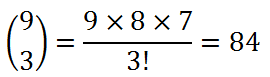 (9 3) = 9 × 8 × 7 / 3! = 84